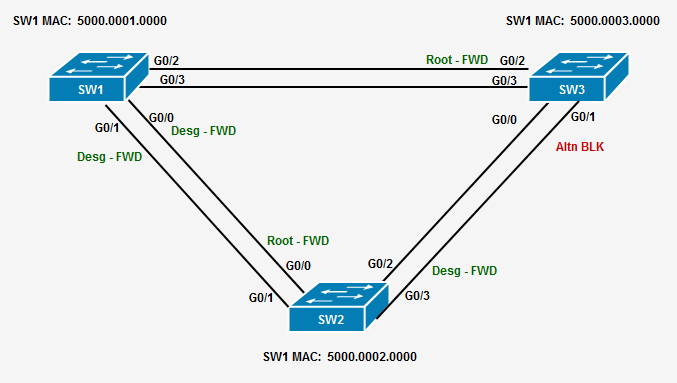 SW1 MAC: 5000.0001.0000
SW1 MAC: 5000.0003.0000
G0/2
Root - FWD
G0/2
G0/3
G0/3
SW1
SW3
G0/1
G0/0
Desg - FWD
Desg - FWD
G0/0
G0/1
Altn BLK
Root - FWD
G0/0
G0/1
G0/2
Desg - FWD
G0/3
SW2
SW1 MAC: 5000.0002.0000